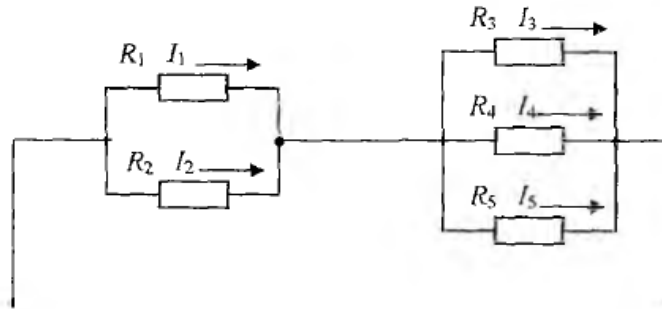 R₁ I₁
R₂ I₂
R₃ I₃
R₄ I₄
R₅ I₅